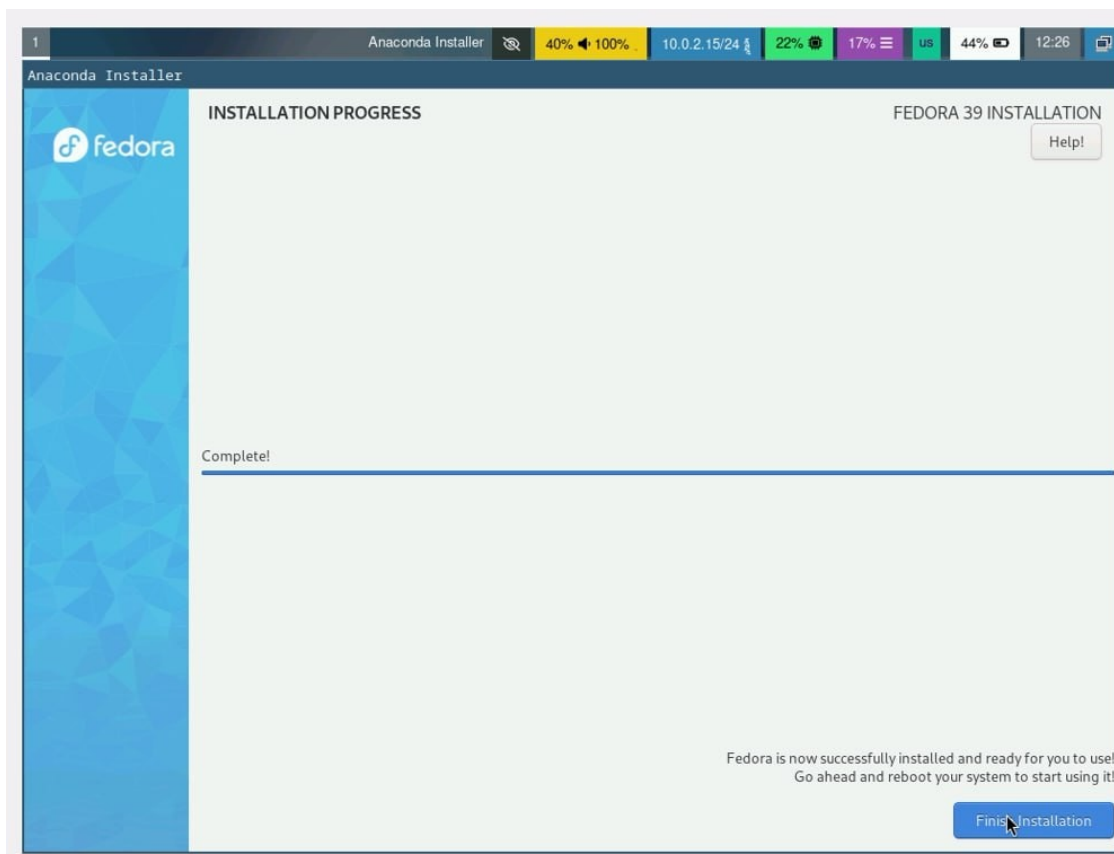 1 Anaconda Installer 40% 100% 10.0.2.15/24 22% 17% us 44% 12:26
Anaconda Installer
INSTALLATION PROGRESS FEDORA 39 INSTALLATION
fedora Help!
Complete!
Fedora is now successfully installed and ready for you to use!
Go ahead and reboot your system to start using it!
Finish Installation